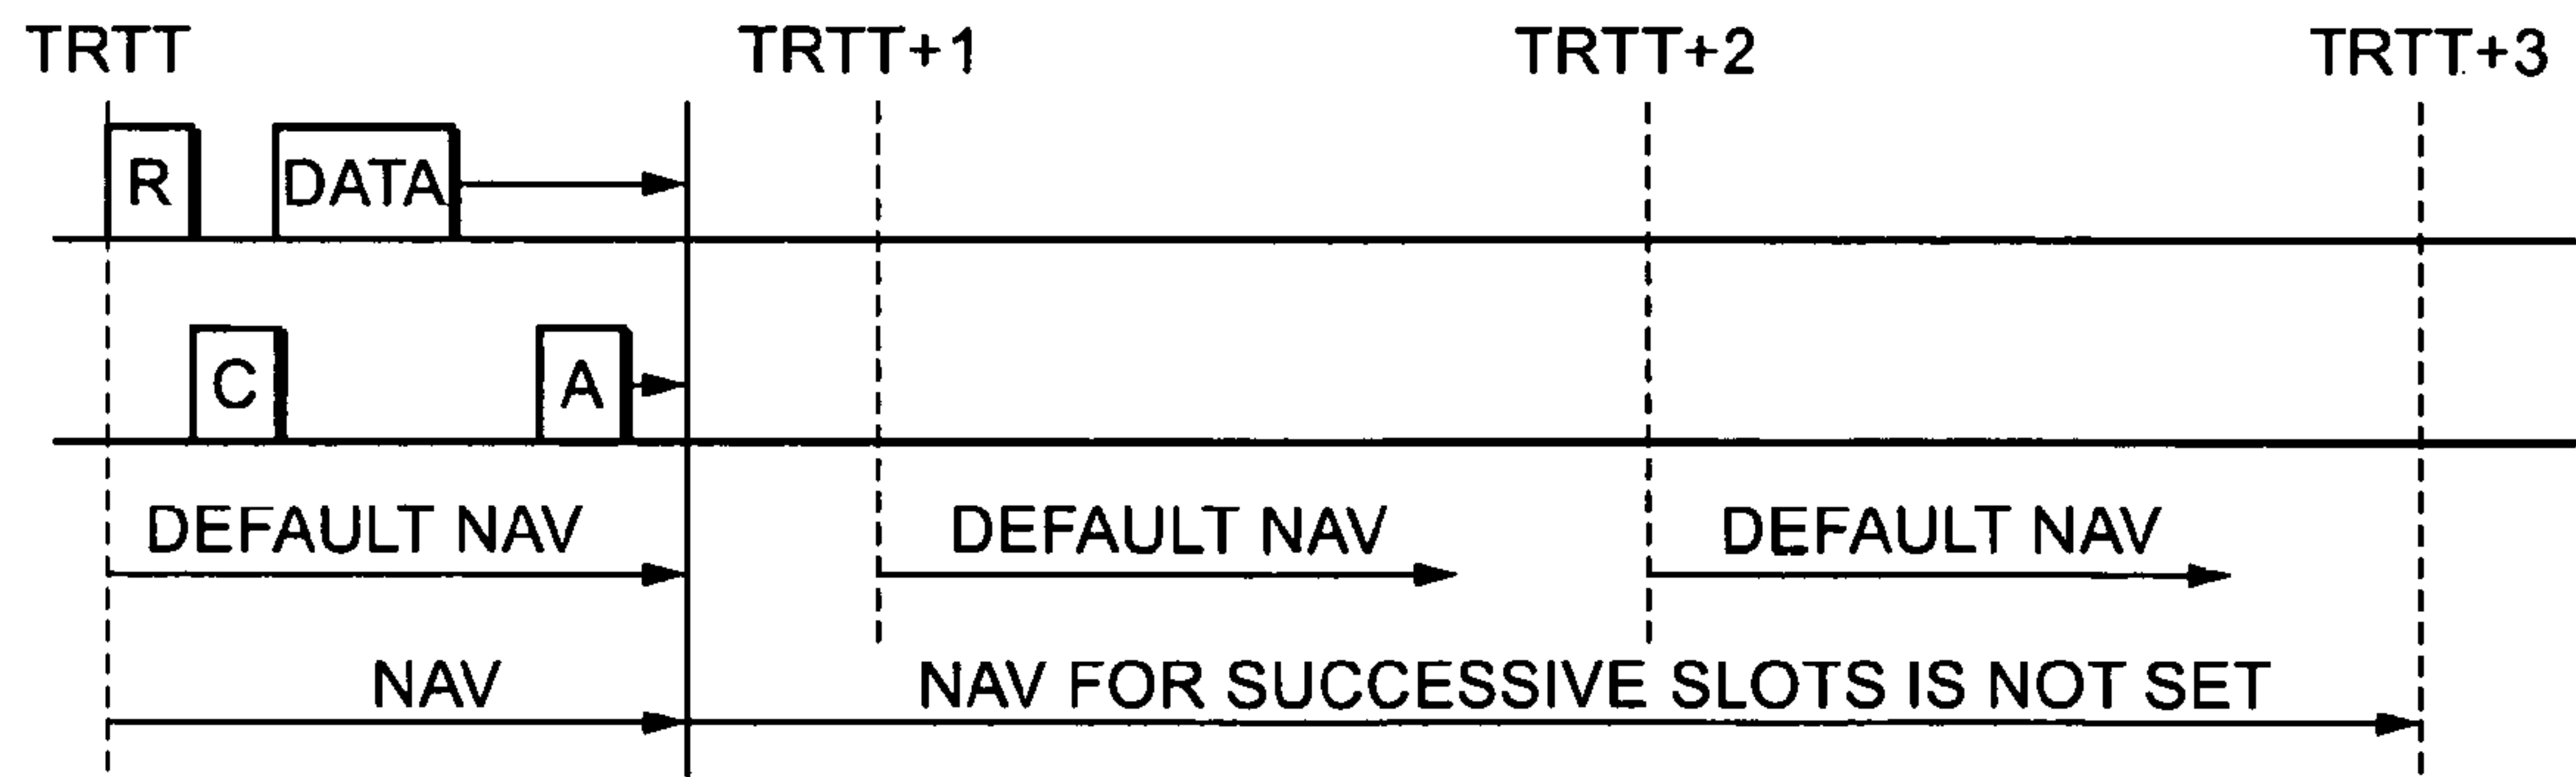 TRTT TRTT+1 TRTT+2 TRTT+3
R DATA
C A
DEFAULT NAV DEFAULT NAV DEFAULT NAV
NAV NAV FOR SUCCESSIVE SLOTS IS NOT SET